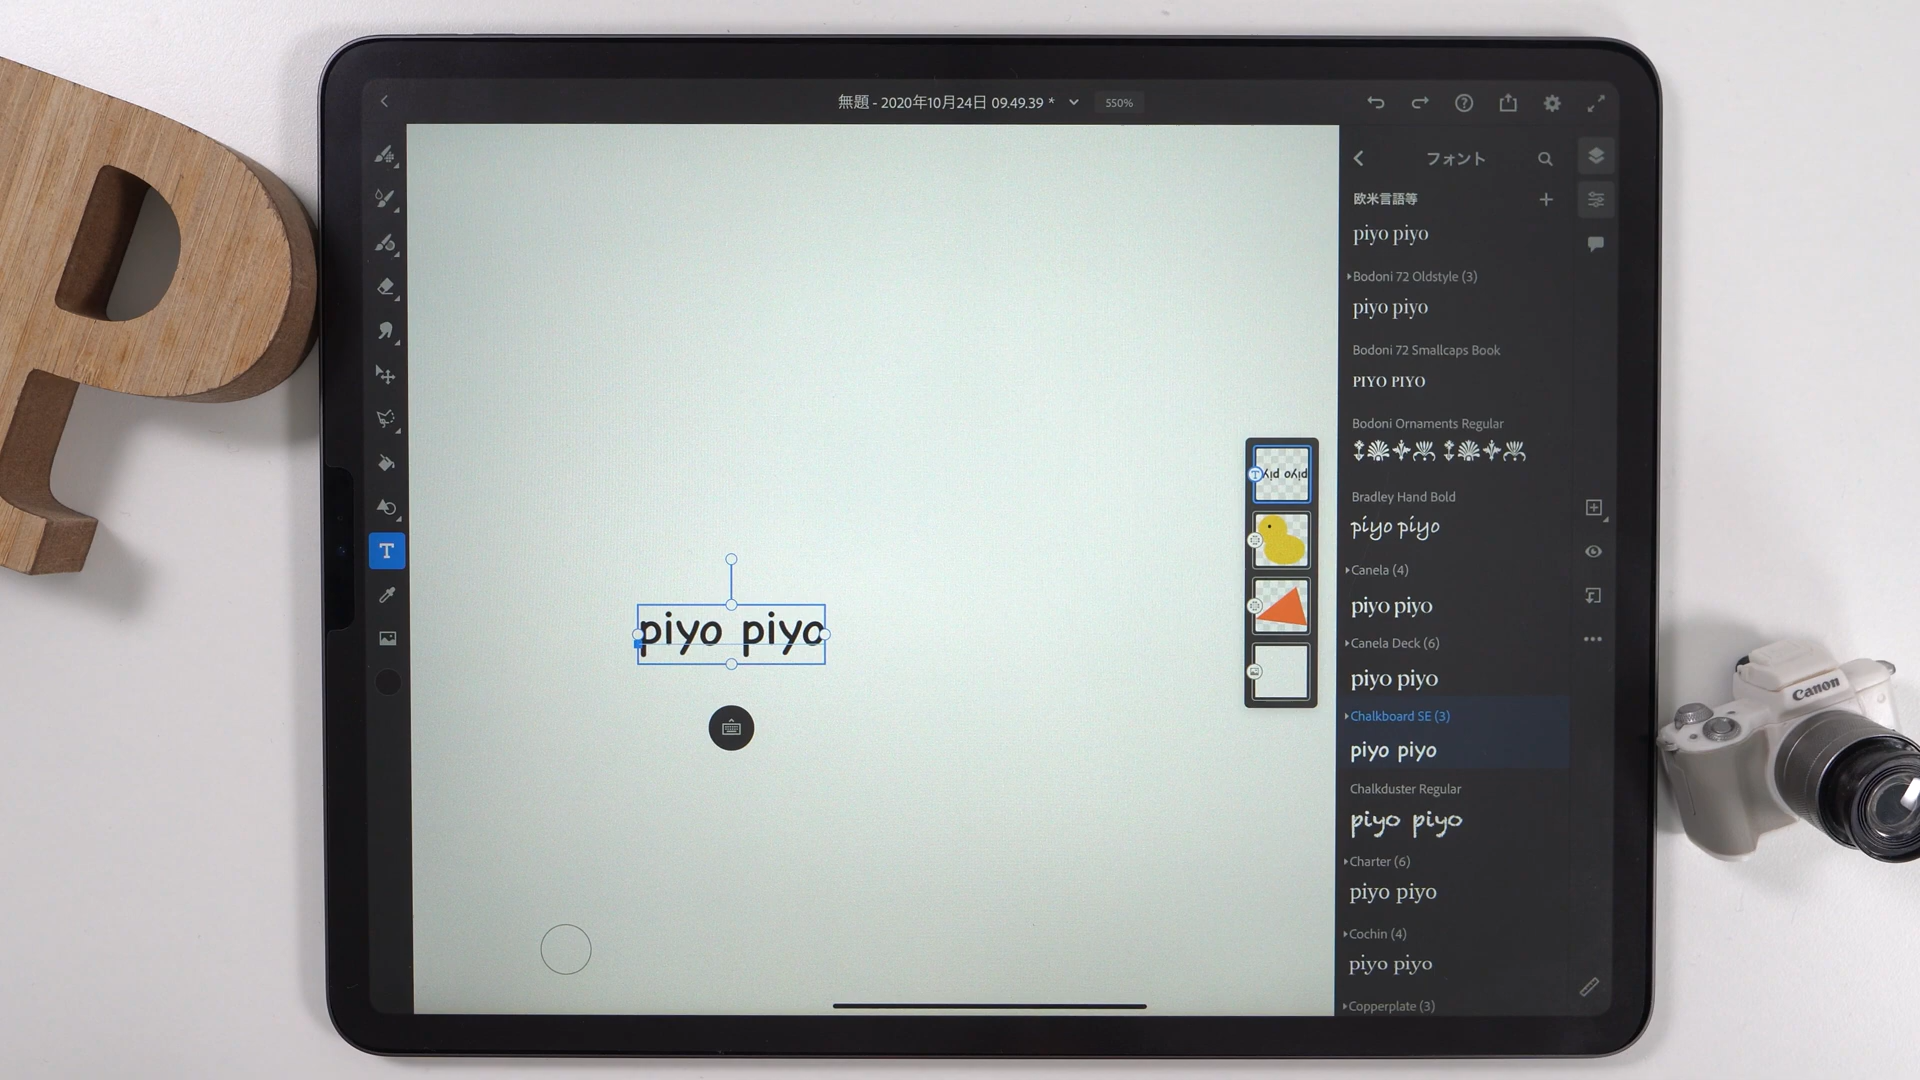 無題 - 2020年10月24日 09.49.39 *
550%
フォント
欧米言語等
piyo piyo
Bodoni 72 Oldstyle (3)
piyo piyo
Bodoni 72 Smallcaps Book
PIYO PIYO
Bodoni Ornaments Regular
Bradley Hand Bold
piyo piyo
Canela (4)
piyo piyo
Canela Deck (6)
piyo piyo
Chalkboard SE (3)
piyo piyo
Chalkduster Regular
piyo piyo
Charter (6)
piyo piyo
Cochin (4)
piyo piyo
Copperplate (3)
T
piyo piyo
T
piyo piy
P
Canon